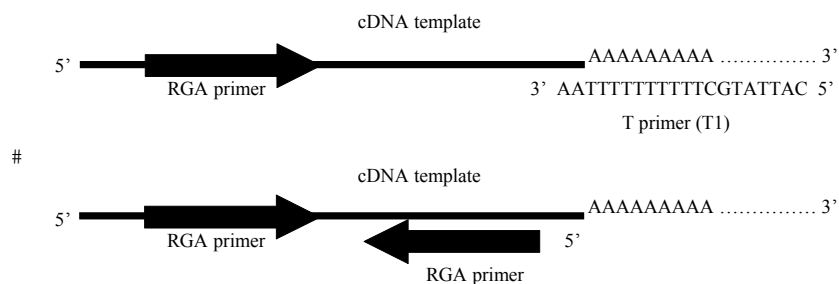 cDNA template
5’ AAAAAAAAA ................ 3’
RGA primer
3’ AATTTTTTTTTTCGTATTAC 5’
T primer (T1)
#
cDNA template
5’ AAAAAAAAA ................ 3’
RGA primer
5’
RGA primer